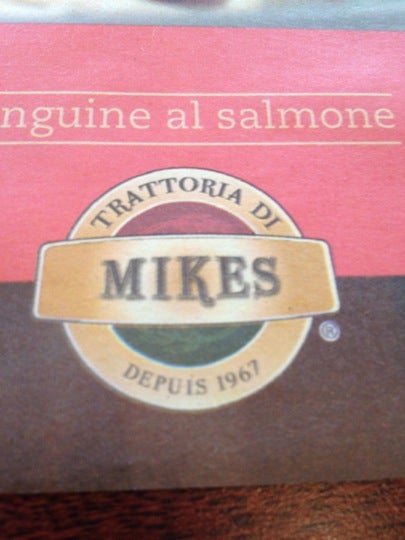 nguine al salmone
TRATTORIA DI
MIKES
®
DEPUIS 1967